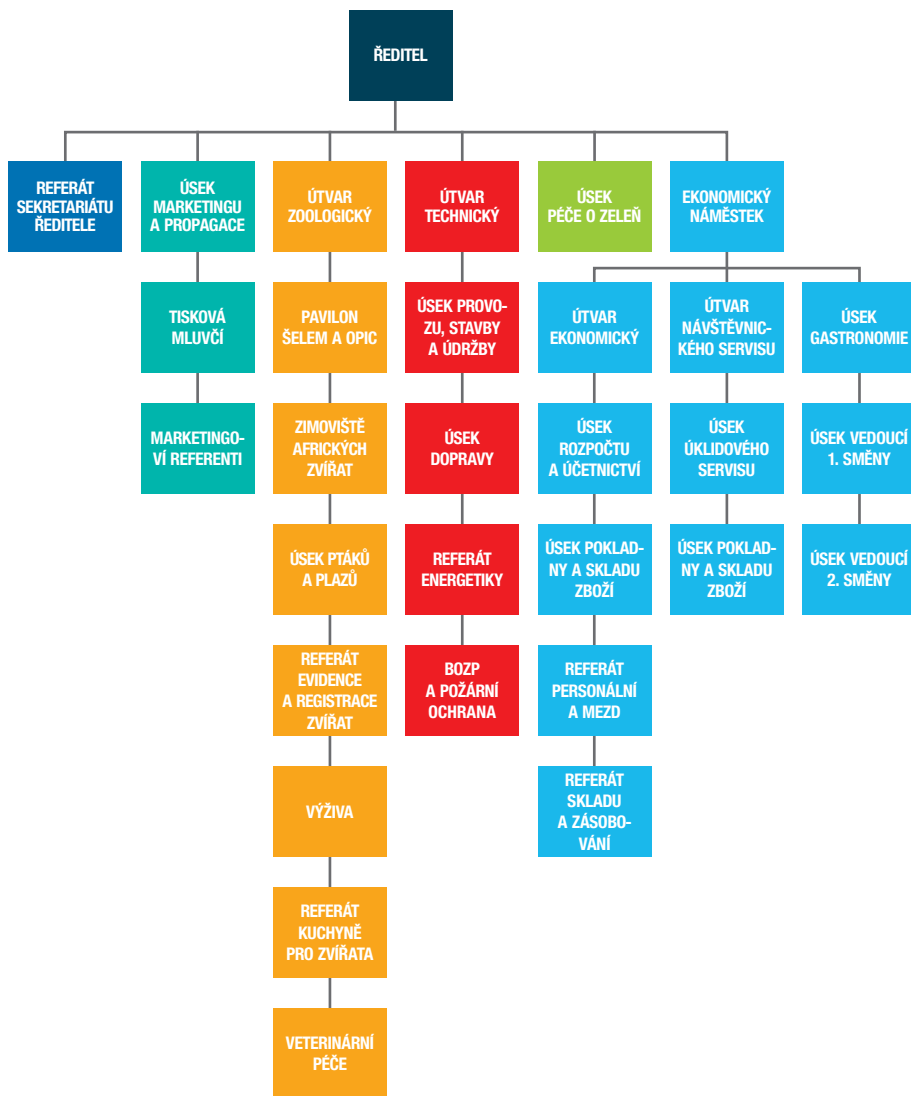 ŘEDITEL
REFERÁT
SEKRETARIÁTU
ŘEDITELE
ÚSEK
MARKETINGU
A PROPAGACE
ÚTVAR
ZOOLOGICKÝ
ÚTVAR
TECHNICKÝ
ÚSEK
PÉČE O ZELEŇ
EKONOMICKÝ
NÁMĚSTEK
TISKOVÁ
MLUVČÍ
PAVILON
ŠELEM A OPIC
ÚSEK PROVO-
ZU, STAVBY
A ÚDRŽBY
ÚTVAR
EKONOMICKÝ
ÚTVAR
NÁVŠTĚVNIC-
KÉHO SERVISU
ÚSEK
GASTRONOMIE
MARKETINGO-
VÍ REFERENTI
ZIMOVIŠTĚ
AFRICKÝCH
ZVÍŘAT
ÚSEK
DOPRAVY
ÚSEK
ROZPOČTU
A ÚČETNICTVÍ
ÚSEK
ÚKLIDOVÉHO
SERVISU
ÚSEK VEDOUCÍ
1. SMĚNY
ÚSEK PTÁKŮ
A PLAZŮ
REFERÁT
ENERGETIKY
ÚSEK POKLAD-
NY A SKLADU
ZBOŽÍ
ÚSEK POKLAD-
NY A SKLADU
ZBOŽÍ
ÚSEK VEDOUCÍ
2. SMĚNY
REFERÁT
EVIDENCE
A REGISTRACE
ZVÍŘAT
BOZP
A POŽÁRNÍ
OCHRANA
REFERÁT
PERSONÁLNÍ
A MEZD
VÝŽIVA
REFERÁT
SKLADU
A ZÁSOBO-
VÁNÍ
REFERÁT
KUCHYNĚ
PRO ZVÍŘATA
VETERINÁRNÍ
PÉČE